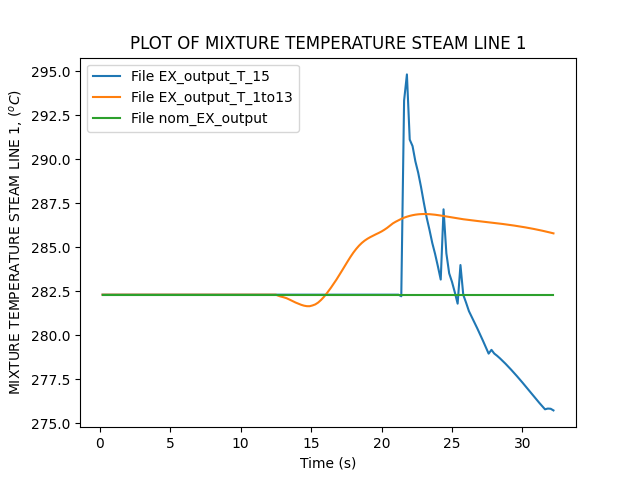 PLOT OF MIXTURE TEMPERATURE STEAM LINE 1
MIXTURE TEMPERATURE STEAM LINE 1, (°C)
295.0
292.5
290.0
287.5
285.0
282.5
280.0
277.5
275.0
File EX_output_T_15
File EX_output_T_1to13
File nom_EX_output
0 5 10 15 20 25 30
Time (s)